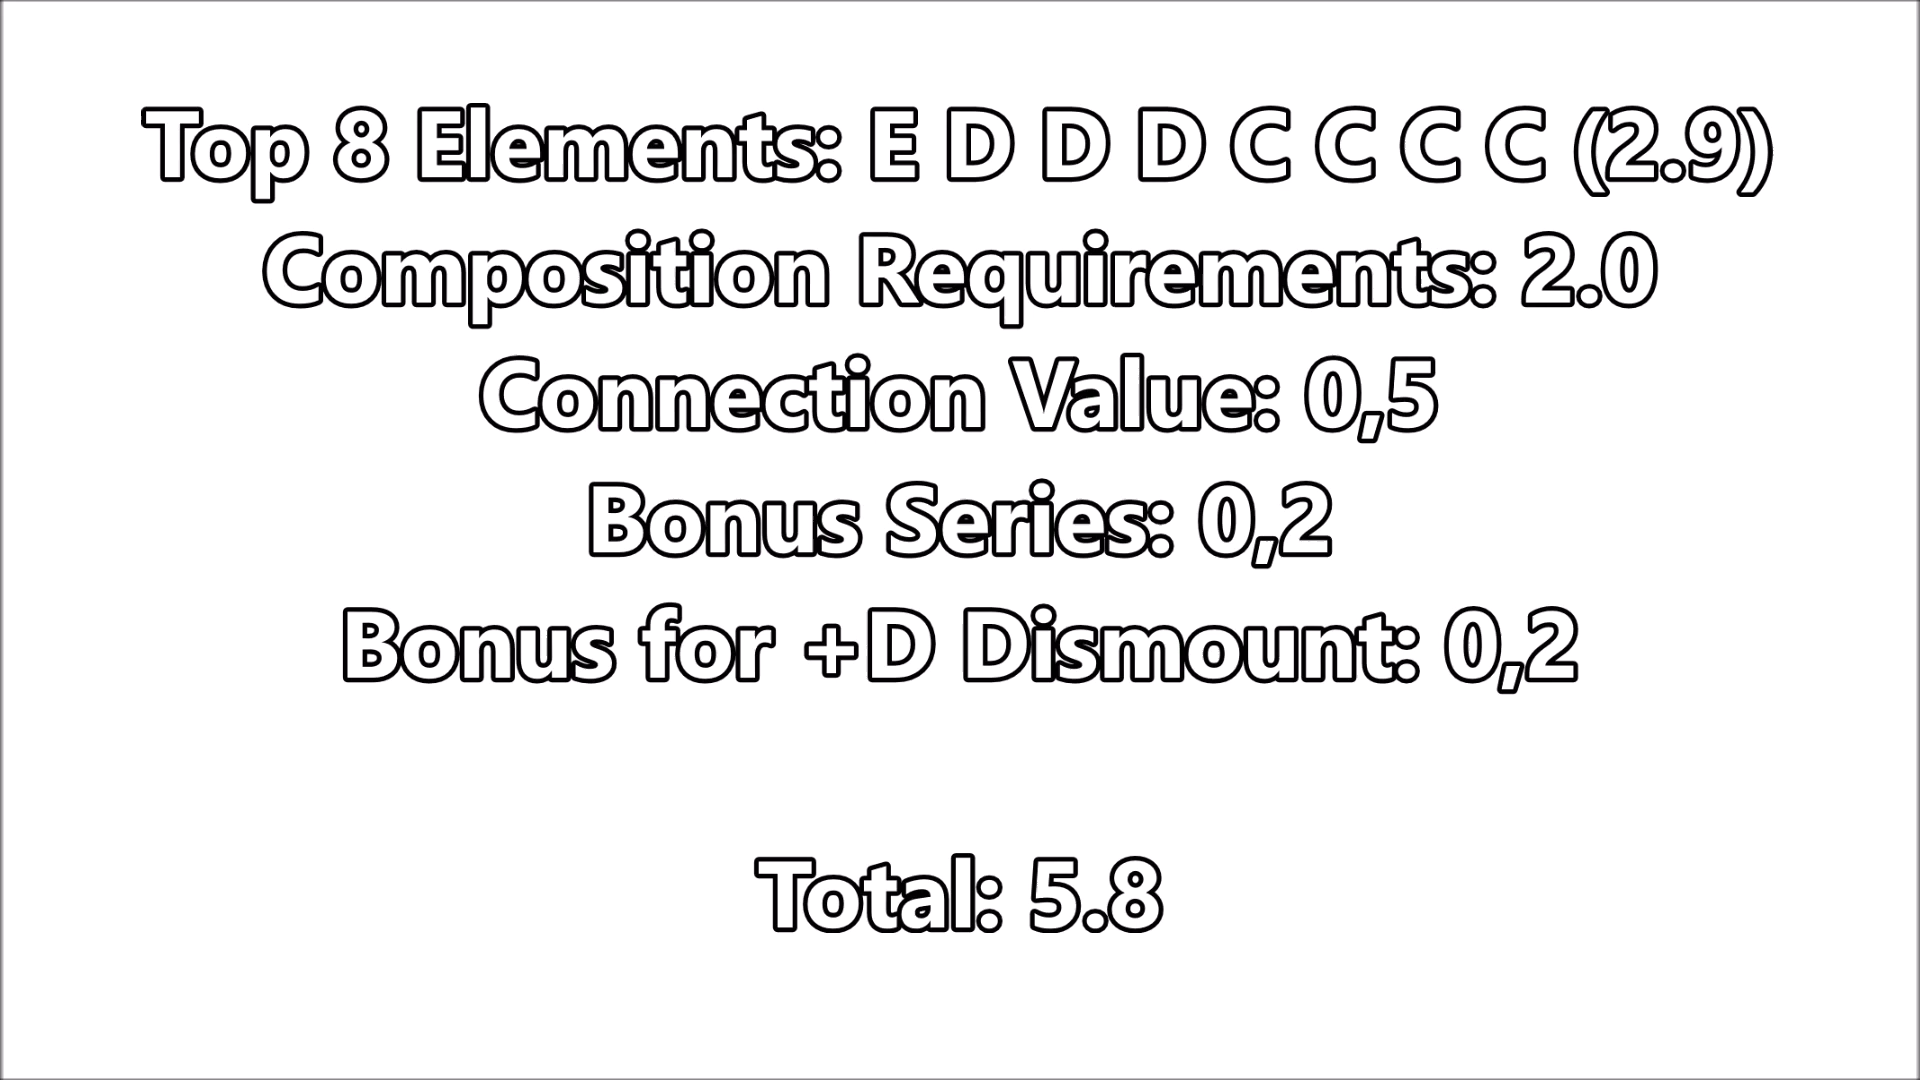 Top 8 Elements: E D D D C C C C (2.9)
Composition Requirements: 2.0
Connection Value: 0,5
Bonus Series: 0,2
Bonus for +D Dismount: 0,2
Total: 5.8